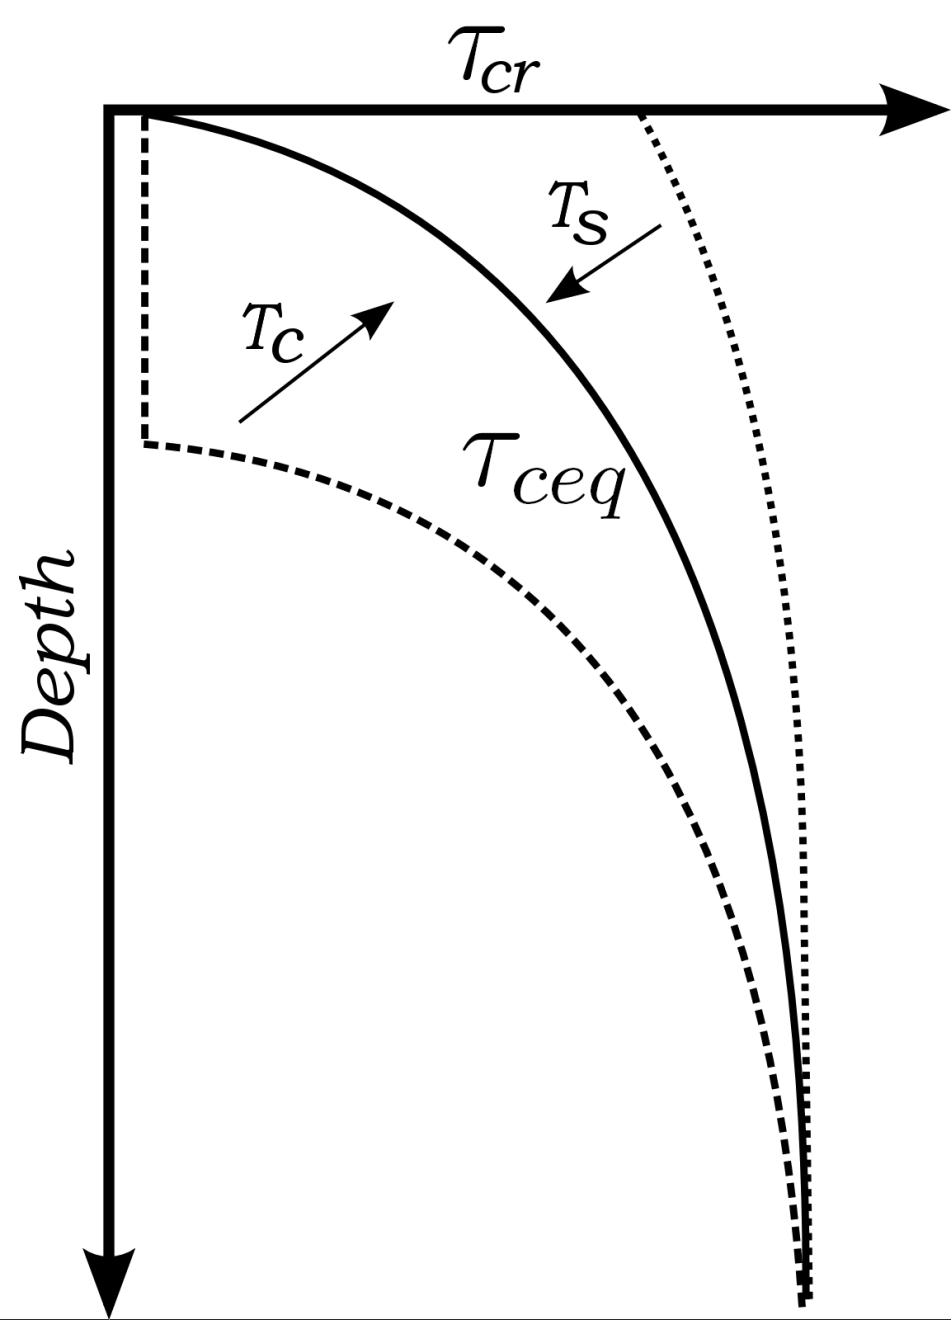 τcr
Ts
Tc
τceq
Depth